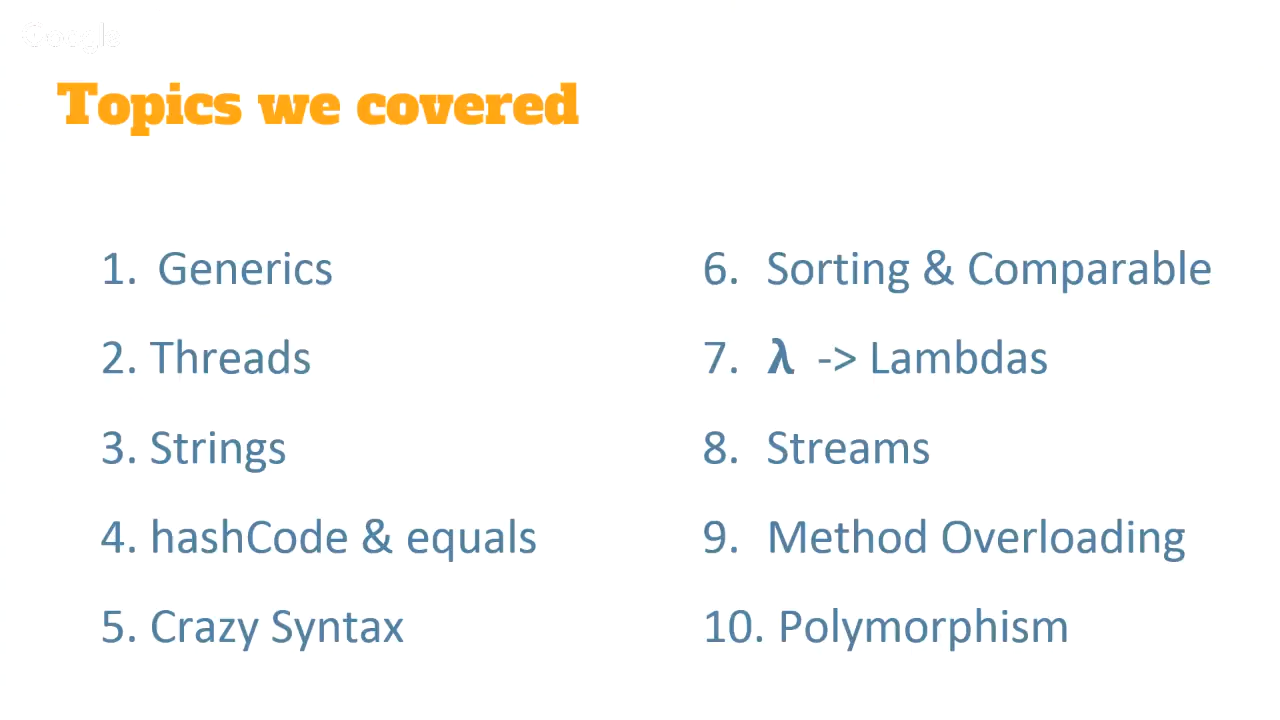 Google
Topics we covered
1. Generics
2. Threads
3. Strings
4. hashCode & equals
5. Crazy Syntax
6. Sorting & Comparable
7. λ -> Lambdas
8. Streams
9. Method Overloading
10. Polymorphism